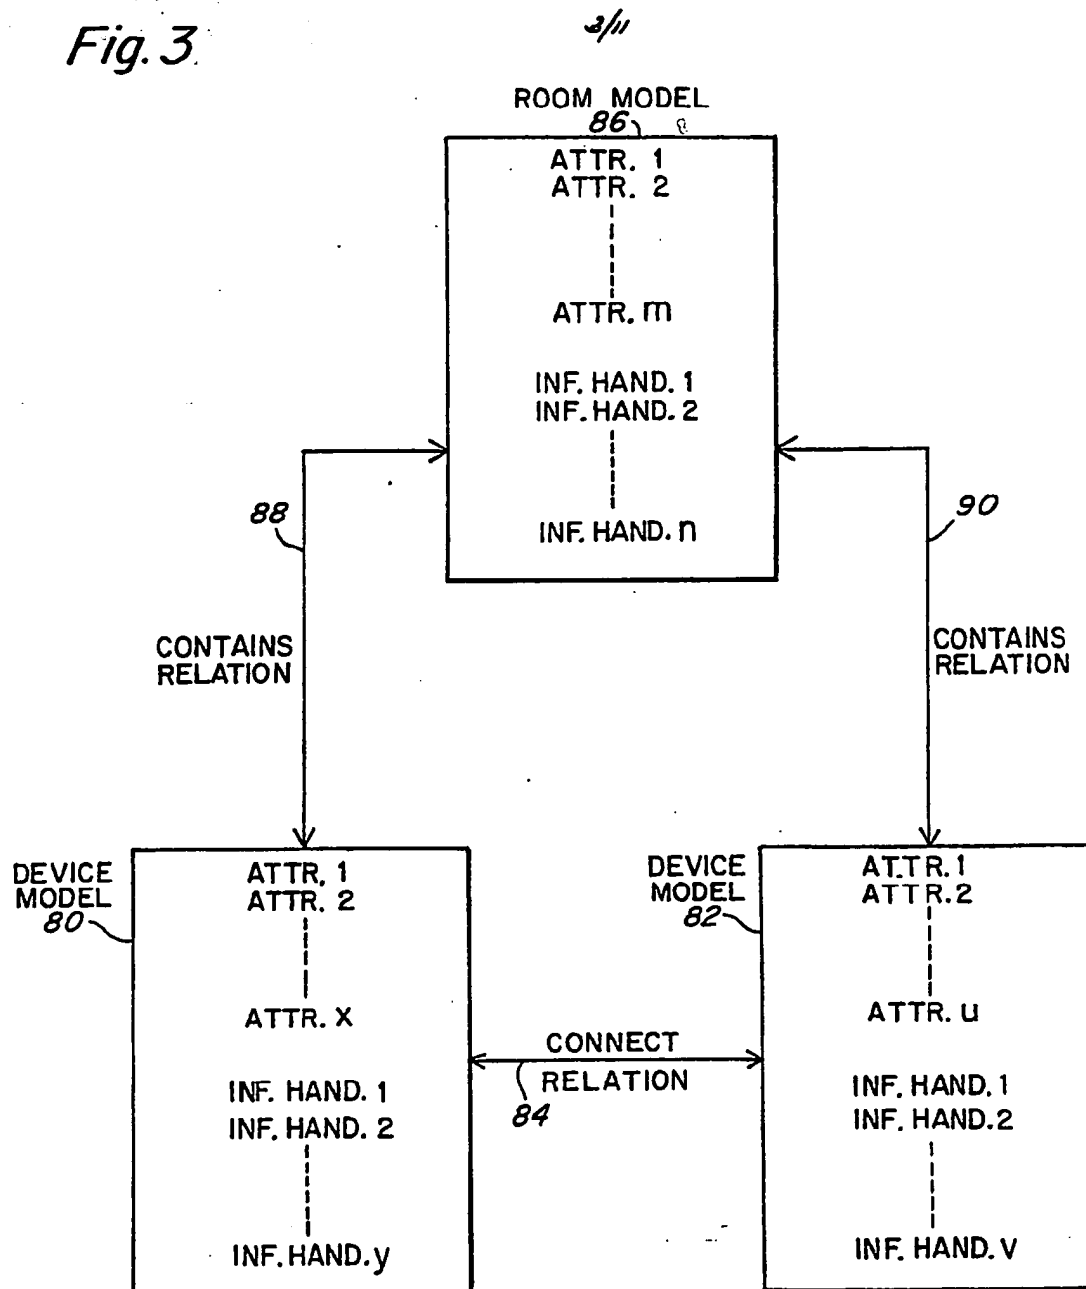 Fig. 3
3/11
ROOM MODEL
86
ATTR. 1
ATTR. 2
ATTR. m
INF. HAND. 1
INF. HAND. 2
INF. HAND. n
88
90
CONTAINS
RELATION
CONTAINS
RELATION
DEVICE
MODEL
80
ATTR. 1
ATTR. 2
ATTR. x
INF. HAND. 1
INF. HAND. 2
INF. HAND. y
CONNECT
RELATION
84
DEVICE
MODEL
82
ATTR. 1
ATTR. 2
ATTR. u
INF. HAND. 1
INF. HAND. 2
INF. HAND. v